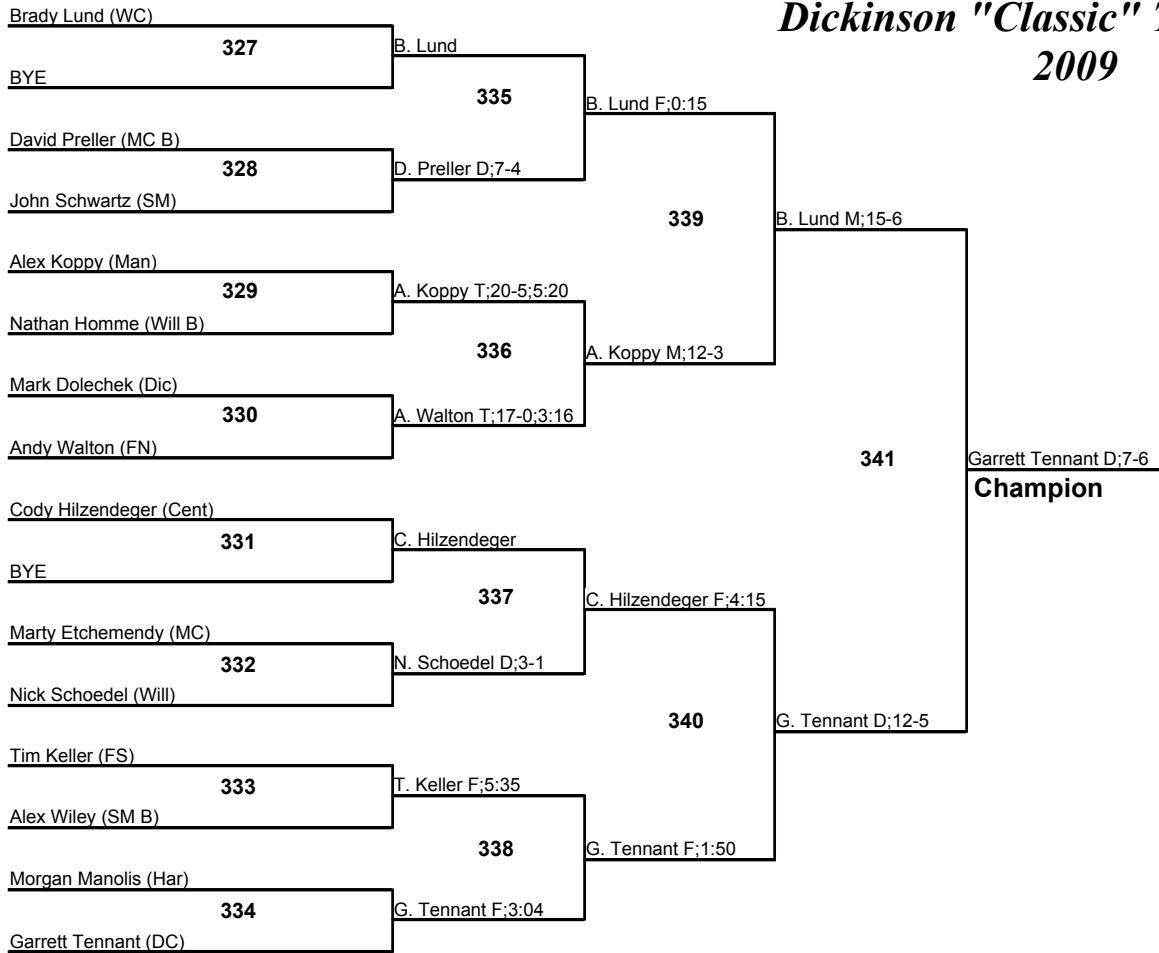 Dickinson "Classic"
2009
Brady Lund (WC)
327
BYE
B. Lund
335
David Preller (MC B)
328
John Schwartz (SM)
D. Preller D;7-4
B. Lund F;0:15
339
Alex Koppy (Man)
329
Nathan Homme (Will B)
A. Koppy T;20-5;5:20
336
Mark Dolechek (Dic)
330
Andy Walton (FN)
A. Walton T;17-0;3:16
A. Koppy M;12-3
B. Lund M;15-6
341
Cody Hilzendeger (Cent)
331
BYE
C. Hilzendeger
337
Marty Etchemendy (MC)
332
Nick Schoedel (Will)
N. Schoedel D;3-1
C. Hilzendeger F;4:15
340
Tim Keller (FS)
333
Alex Wiley (SM B)
T. Keller F;5:35
338
Morgan Manolis (Har)
334
Garrett Tennant (DC)
G. Tennant F;3:04
G. Tennant F;1:50
G. Tennant D;12-5
Garrett Tennant D;7-6
Champion